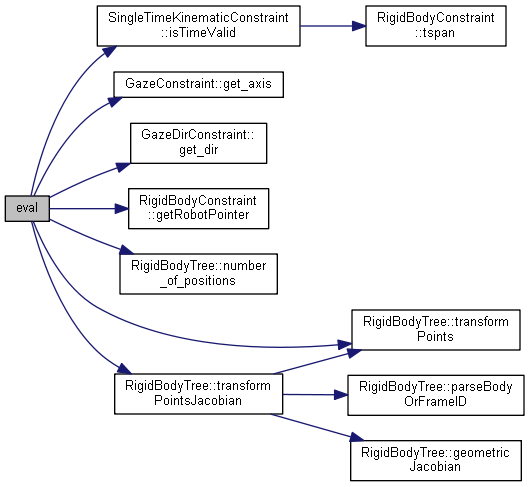 eval
SingleTimeKinematicConstraint
::isTimeValid
RigidBodyConstraint
::tspan
GazeConstraint::get_axis
GazeDirConstraint::
get_dir
RigidBodyConstraint
::getRobotPointer
RigidBodyTree::number
_of_positions
RigidBodyTree::transform
Points
RigidBodyTree::transform
PointsJacobian
RigidBodyTree::parseBody
OrFrameID
RigidBodyTree::geometric
Jacobian